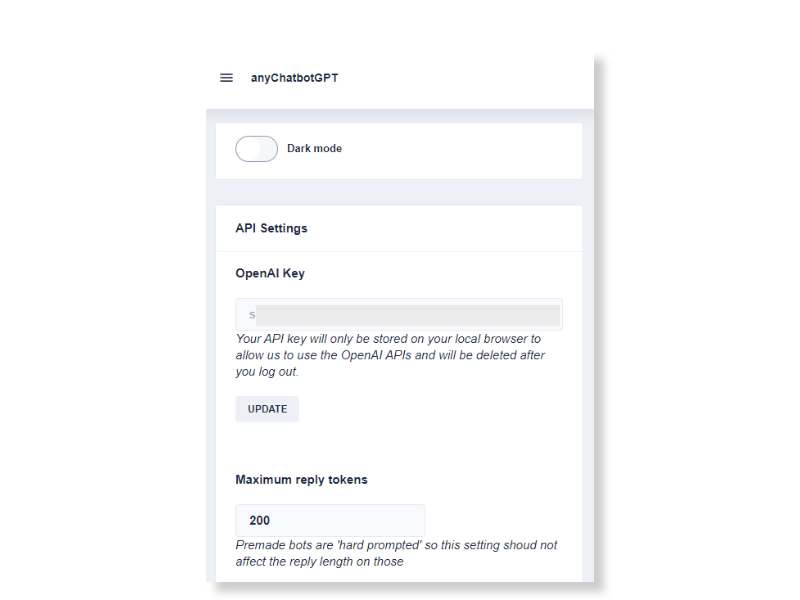 anyChatbotGPT
Dark mode
API Settings
OpenAI Key
s
Your API key will only be stored on your local browser to
allow us to use the OpenAI APIs and will be deleted after
you log out.
UPDATE
Maximum reply tokens
200
Premade bots are 'hard prompted' so this setting shoud not
affect the reply length on those